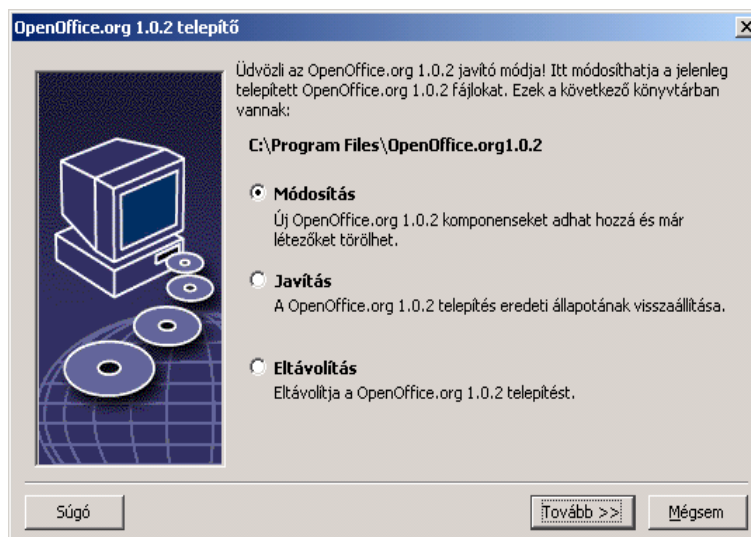 OpenOffice.org 1.0.2 telepítő
Üdvözli az OpenOffice.org 1.0.2 javító módja! Itt módosíthatja a jelenleg
telepített OpenOffice.org 1.0.2 fájlokat. Ezek a következő könyvtárban
vannak:
C:\Program Files\OpenOffice.org1.0.2
Módosítás
Új OpenOffice.org 1.0.2 komponenseket adhat hozzá és már
létezőket törölhet.
Javítás
A OpenOffice.org 1.0.2 telepítés eredeti állapotának visszaállítása.
Eltávolítás
Eltávolítja a OpenOffice.org 1.0.2 telepítést.
Súgó
Tovább >>
Mégsem